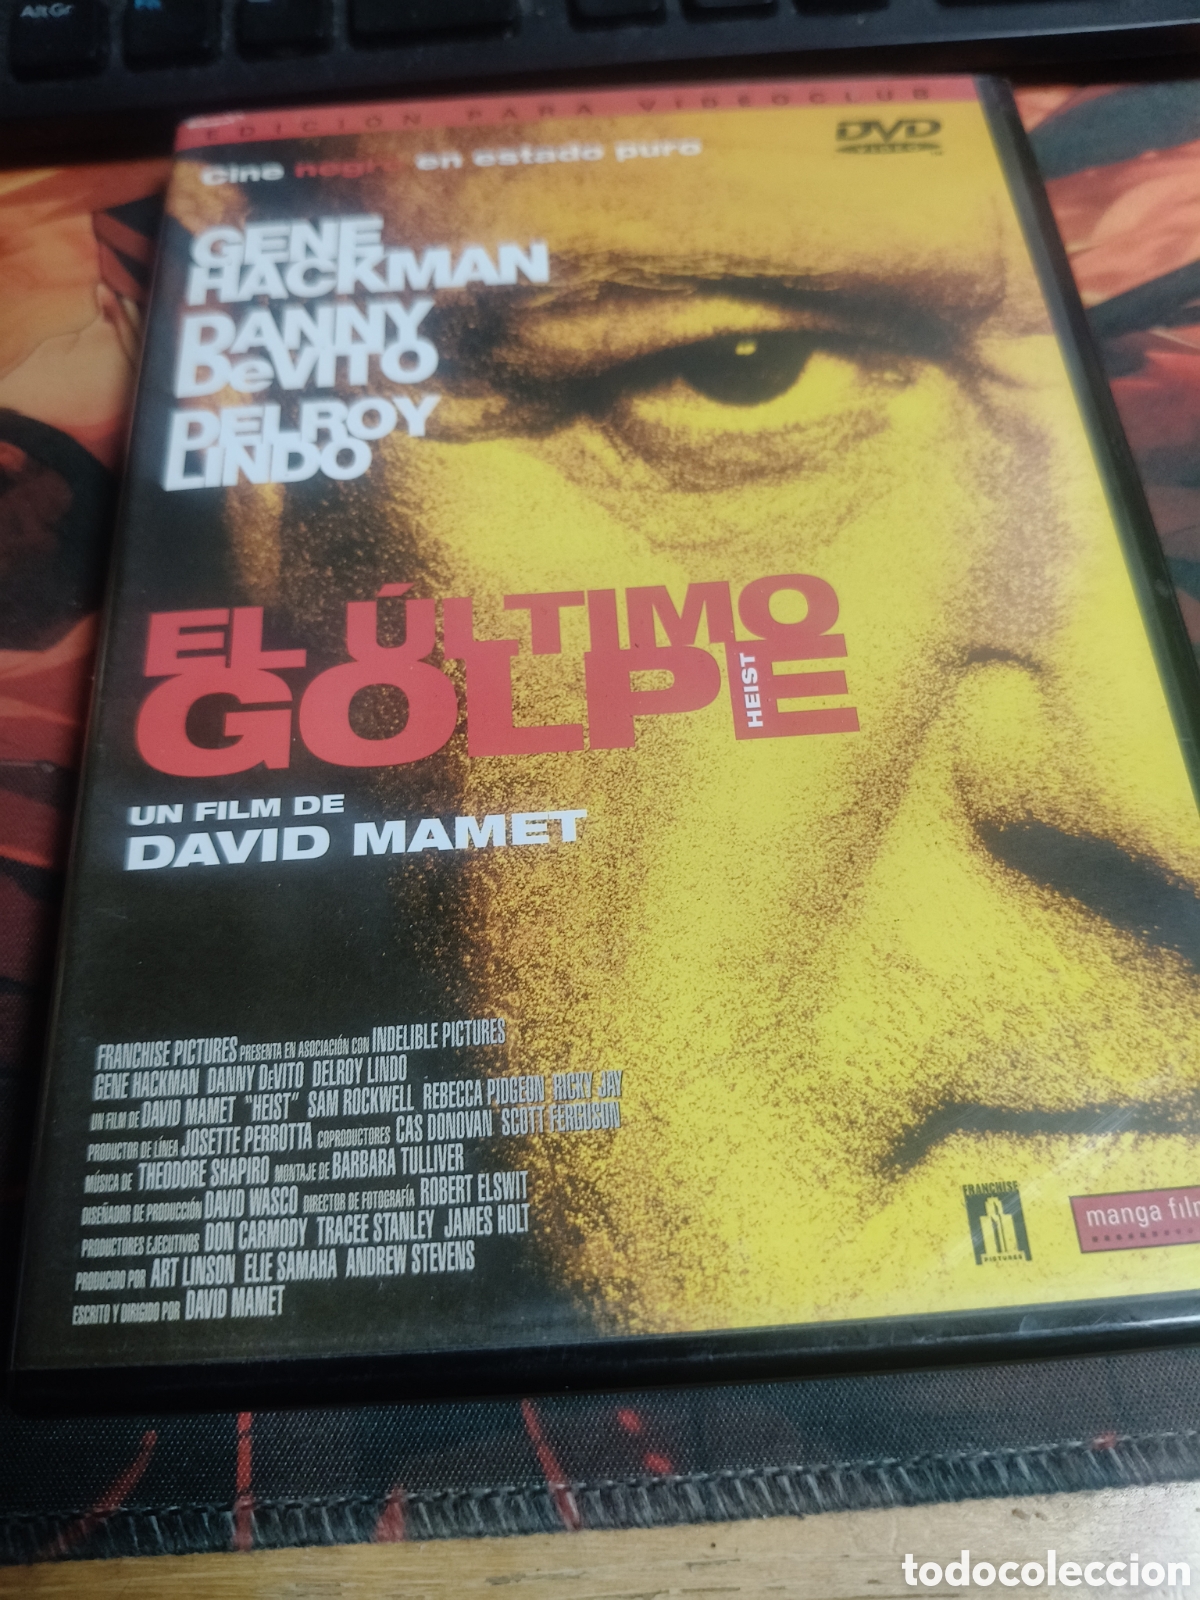 AltGr
Fn
EDICIÓN PARA VIDEOCLUB
DVD
VIDEO
cine negro en estado puro
GENE
HACKMAN
DANNY
DeVITO
DELROY
LINDO
EL ÚLTIMO
GOLPE
HEIST
UN FILM DE
DAVID MAMET
FRANCHISE PICTURES PRESENTA EN ASOCIACIÓN CON INDELIBLE PICTURES
GENE HACKMAN DANNY DeVITO DELROY LINDO
UN FILM DE DAVID MAMET "HEIST" SAM ROCKWELL REBECCA PIDGEON RICKY JAY
PRODUCTOR DE LÍNEA JOSETTE PERROTTA COPRODUCTORES CAS DONOVAN SCOTT FERGUSON
MÚSICA DE THEODORE SHAPIRO MONTAJE DE BARBARA TULLIVER
DISEÑADOR DE PRODUCCIÓN DAVID WASCO DIRECTOR DE FOTOGRAFÍA ROBERT ELSWIT
PRODUCTORES EJECUTIVOS DON CARMODY TRACEE STANLEY JAMES HOLT
PRODUCIDO POR ART LINSON ELIE SAMAHA ANDREW STEVENS
ESCRITO Y DIRIGIDO POR DAVID MAMET
FRANCHISE
PICTURES
manga film
todocoleccion